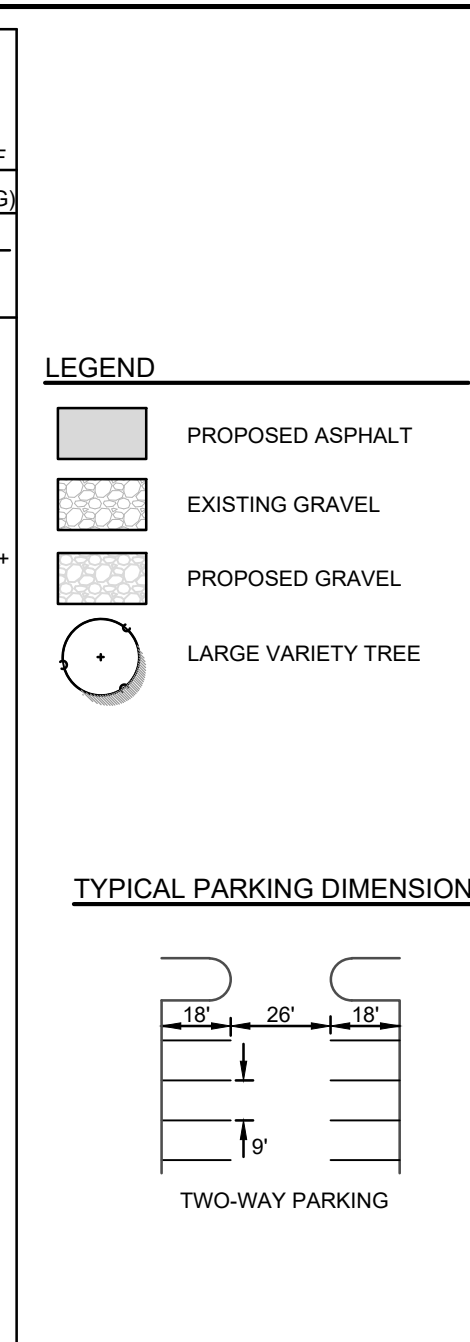 G)
+
LEGEND
PROPOSED ASPHALT
EXISTING GRAVEL
PROPOSED GRAVEL
LARGE VARIETY TREE
TYPICAL PARKING DIMENSION
18' 26' 18'
9'
TWO-WAY PARKING